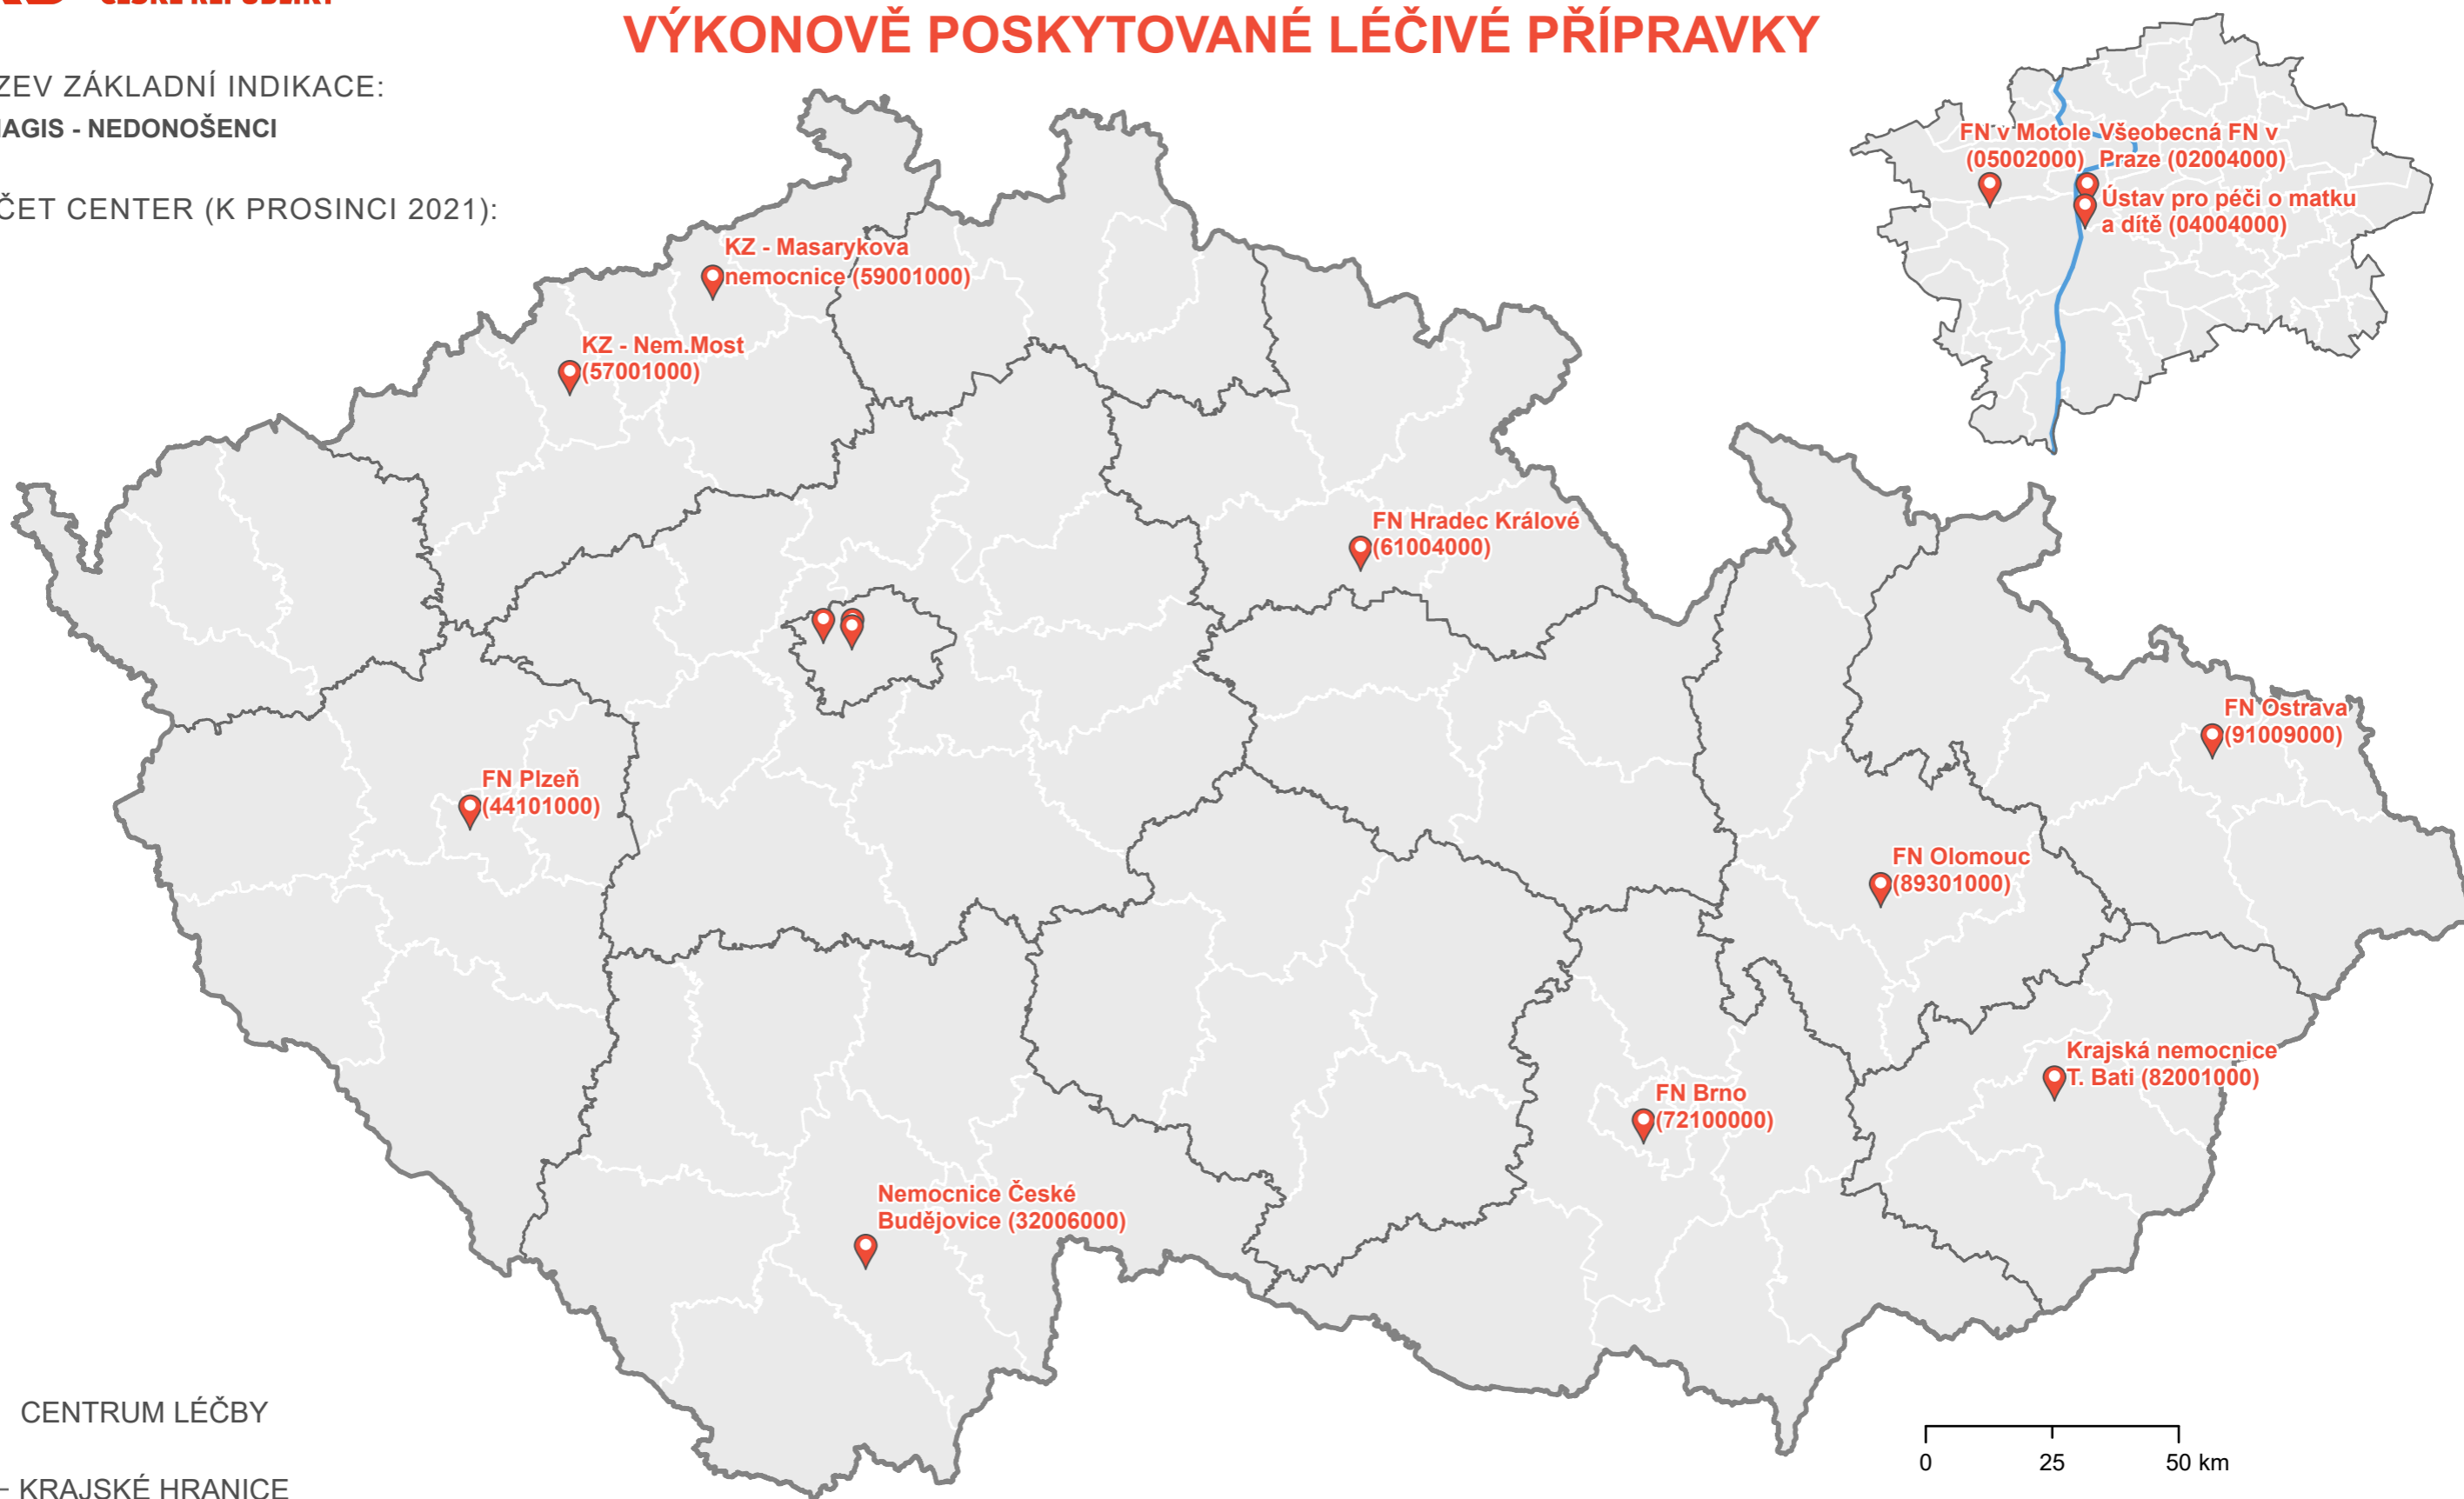 ČESKÉ REPUBLIKY
VÝKONOVĚ POSKYTOVANÉ LÉČIVÉ PŘÍPRAVKY
ZEV ZÁKLADNÍ INDIKACE:
AGIS - NEDONOŠENCI
ČET CENTER (K PROSINCI 2021):
FN v Motole
(05002000)
Všeobecná FN v
Praze (02004000)
Ústav pro péči o matku
a dítě (04004000)
KZ - Masarykova
nemocnice (59001000)
KZ - Nem.Most
(57001000)
FN Hradec Králové
(61004000)
FN Ostrava
(91009000)
FN Plzeň
(44101000)
FN Olomouc
(89301000)
Krajská nemocnice
T. Bati (82001000)
FN Brno
(72100000)
Nemocnice České
Budějovice (32006000)
CENTRUM LÉČBY
KRAJSKÉ HRANICE
0 25 50 km